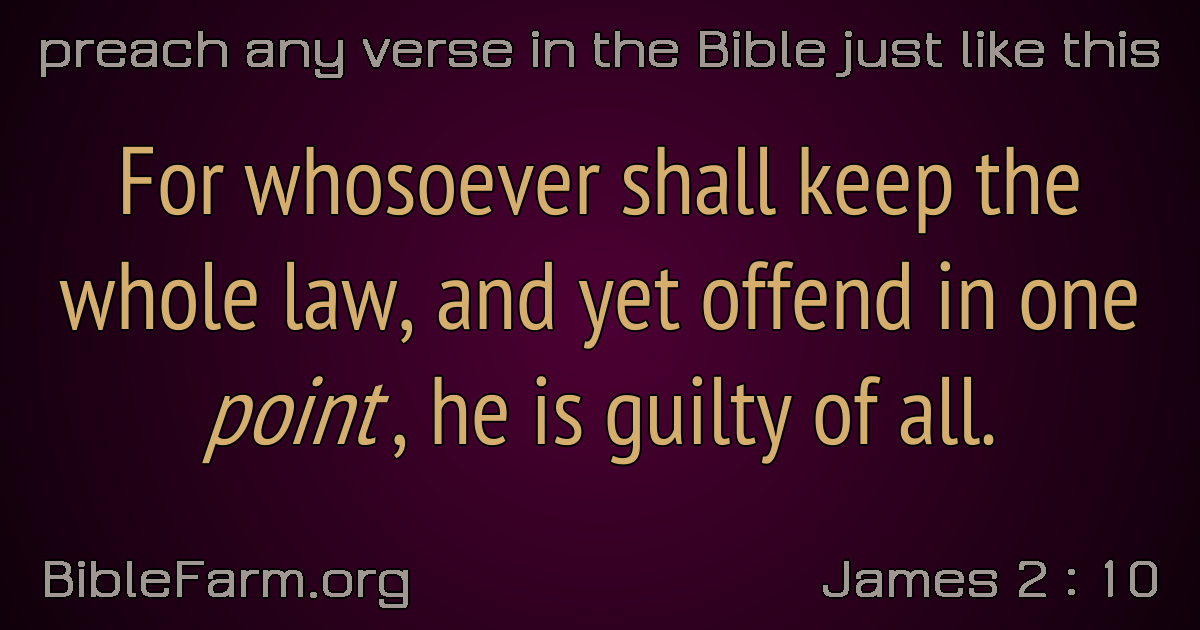 preach any verse in the Bible just like this
For whosoever shall keep the
whole law, and yet offend in one
point, he is guilty of all.
BibleFarm.org
James 2 : 10